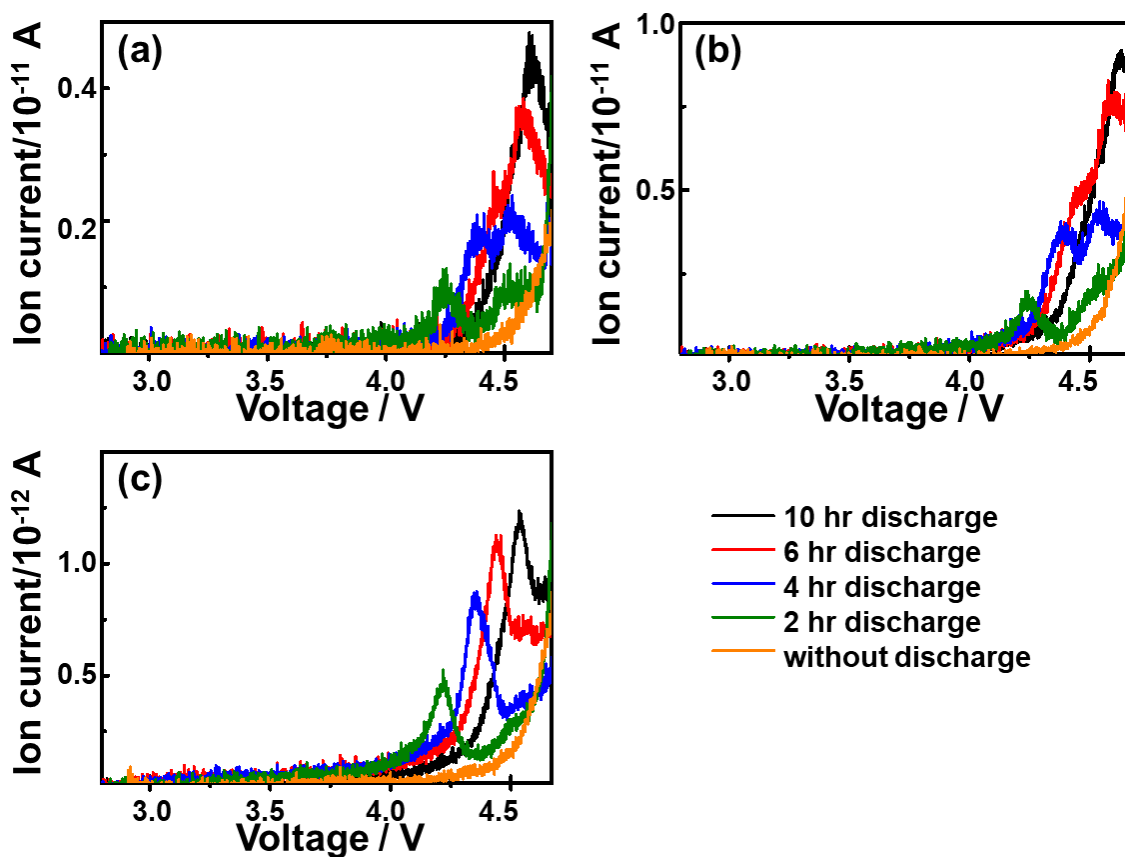 (a)
Ion current/10⁻¹¹ A
0.4
0.2
3.0 3.5 4.0 4.5
Voltage / V
(b)
Ion current/10⁻¹¹ A
1.0
0.5
3.0 3.5 4.0 4.5
Voltage / V
(c)
Ion current/10⁻¹² A
1.0
0.5
3.0 3.5 4.0 4.5
Voltage / V
10 hr discharge
6 hr discharge
4 hr discharge
2 hr discharge
without discharge